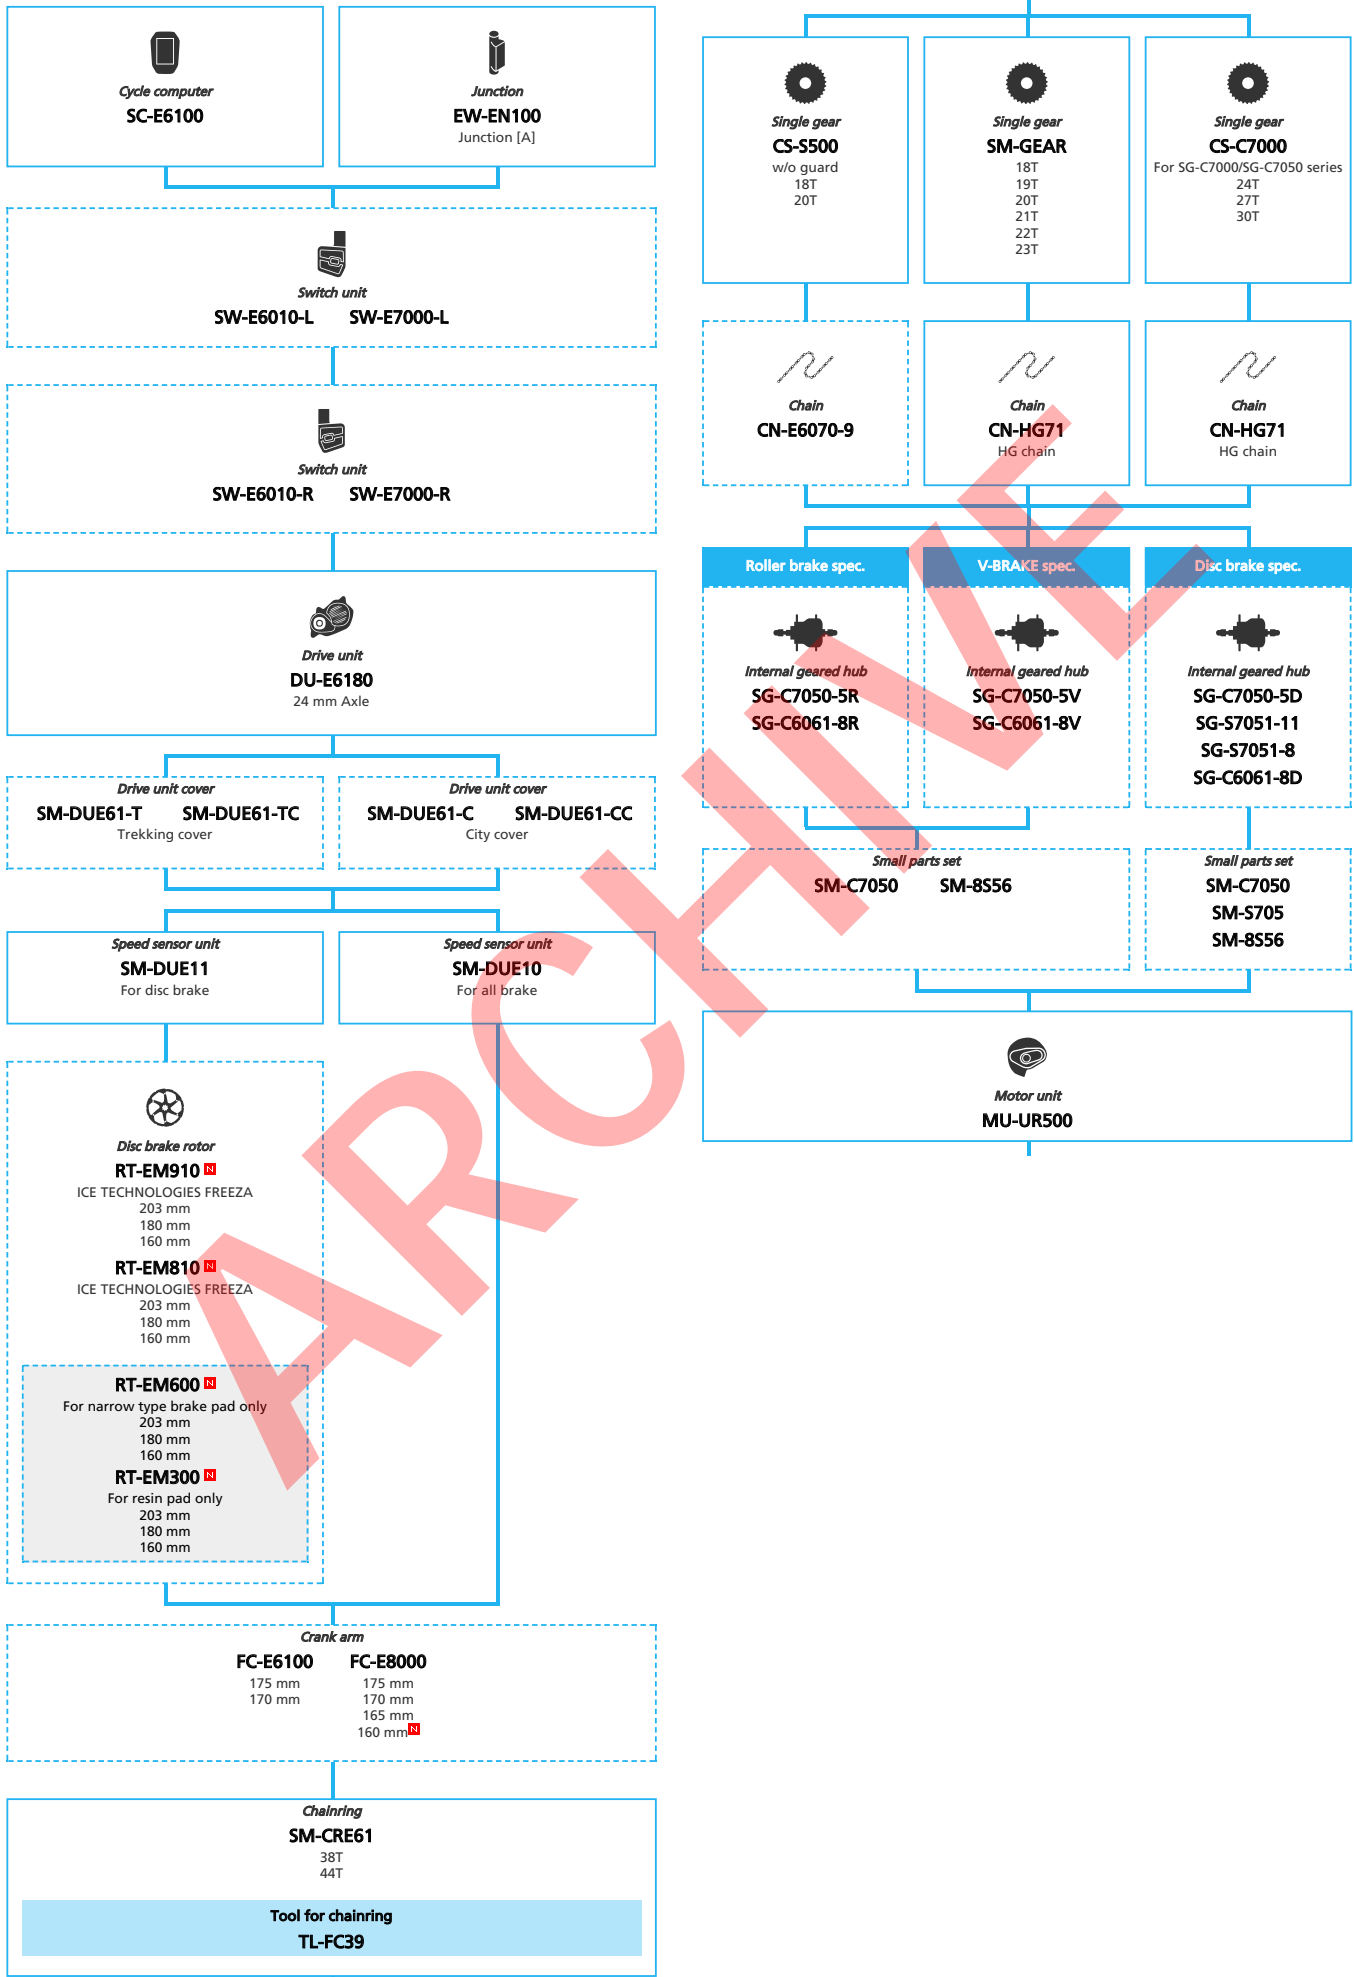 Cycle computer
SC-E6100
Junction
EW-EN100
Junction [A]
Switch unit
SW-E6010-L SW-E7000-L
Switch unit
SW-E6010-R SW-E7000-R
Drive unit
DU-E6180
24 mm Axle
Drive unit cover
SM-DUE61-T SM-DUE61-TC
Trekking cover
Drive unit cover
SM-DUE61-C SM-DUE61-CC
City cover
Speed sensor unit
SM-DUE11
For disc brake
Speed sensor unit
SM-DUE10
For all brake
Disc brake rotor
RT-EM910 N
ICE TECHNOLOGIES FREEZA
203 mm
180 mm
160 mm
RT-EM810 N
ICE TECHNOLOGIES FREEZA
203 mm
180 mm
160 mm
RT-EM600 N
For narrow type brake pad only
203 mm
180 mm
160 mm
RT-EM300 N
For resin pad only
203 mm
180 mm
160 mm
Crank arm
FC-E6100
175 mm
170 mm
FC-E8000
175 mm
170 mm
165 mm
160 mm N
Chainring
SM-CRE61
38T
44T
Tool for chainring
TL-FC39
Single gear
CS-S500
w/o guard
18T
20T
Single gear
SM-GEAR
18T
19T
20T
21T
22T
23T
Single gear
CS-C7000
For SG-C7000/SG-C7050 series
24T
27T
30T
Chain
CN-E6070-9
Chain
CN-HG71
HG chain
Chain
CN-HG71
HG chain
Roller brake spec.
Internal geared hub
SG-C7050-5R
SG-C6061-8R
V-BRAKE spec.
Internal geared hub
SG-C7050-5V
SG-C6061-8V
Disc brake spec.
Internal geared hub
SG-C7050-5D
SG-S7051-11
SG-S7051-8
SG-C6061-8D
Small parts set
SM-C7050 SM-8S56
Small parts set
SM-C7050
SM-S705
SM-8S56
Motor unit
MU-UR500
ARCHIVE